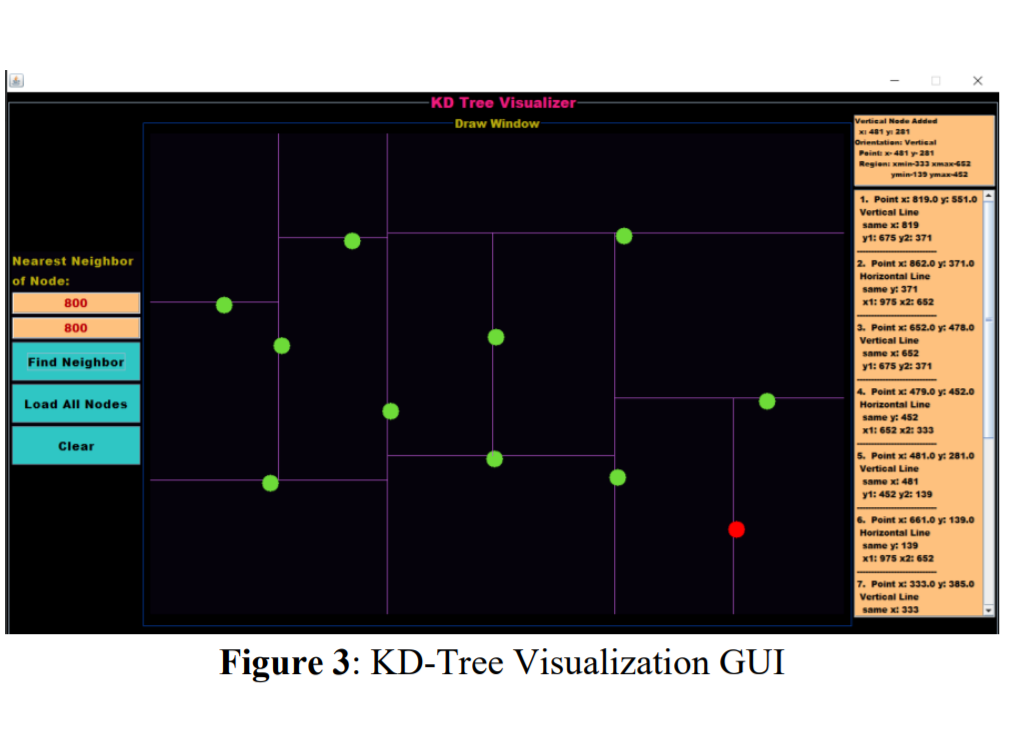 KD Tree Visualizer
Draw Window
Nearest Neighbor
of Node:
800
800
Find Neighbor
Load All Nodes
Clear
Vertical Node Added
x: 481 y: 281
Orientation: Vertical
Point: x- 481 y- 281
Region: xmin-333 xmax-652
ymin-139 ymax-452
1. Point x: 819.0 y: 551.0
Vertical Line
same x: 819
y1: 675 y2: 371
2. Point x: 862.0 y: 371.0
Horizontal Line
same y: 371
x1: 975 x2: 652
3. Point x: 652.0 y: 478.0
Vertical Line
same x: 652
y1: 675 y2: 371
4. Point x: 479.0 y: 452.0
Horizontal Line
same y: 452
x1: 652 x2: 333
5. Point x: 481.0 y: 281.0
Vertical Line
same x: 481
y1: 452 y2: 139
6. Point x: 661.0 y: 139.0
Horizontal Line
same y: 139
x1: 975 x2: 652
7. Point x: 333.0 y: 385.0
Vertical Line
same x: 333
Figure 3: KD-Tree Visualization GUI